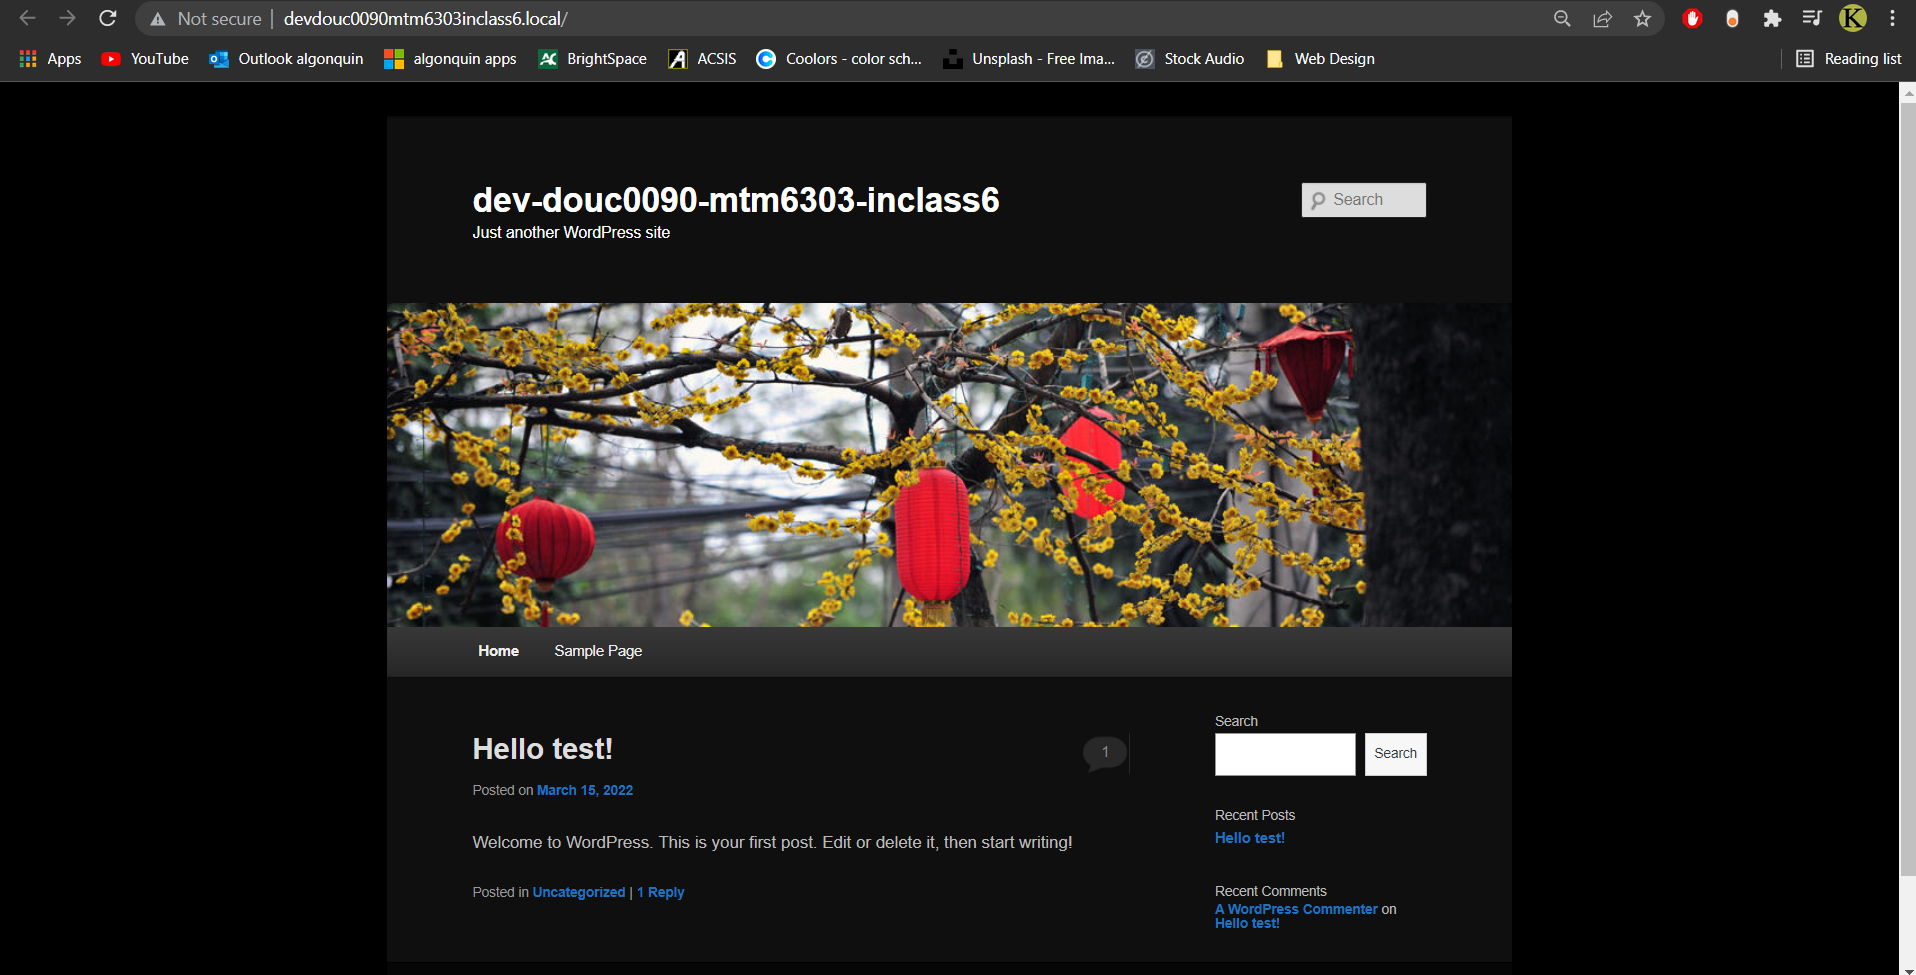 Not secure devdouc0090mtm6303inclass6.local/
K
Apps YouTube Outlook algonquin algonquin apps AC BrightSpace A ACSIS C Coolors - color sch... Unsplash - Free Ima... Stock Audio Web Design Reading list
dev-douc0090-mtm6303-inclass6
Search
Just another WordPress site
Home Sample Page
Hello test!
1
Posted on March 15, 2022
Welcome to WordPress. This is your first post. Edit or delete it, then start writing!
Posted in Uncategorized | 1 Reply
Search
Search
Recent Posts
Hello test!
Recent Comments
A WordPress Commenter on
Hello test!